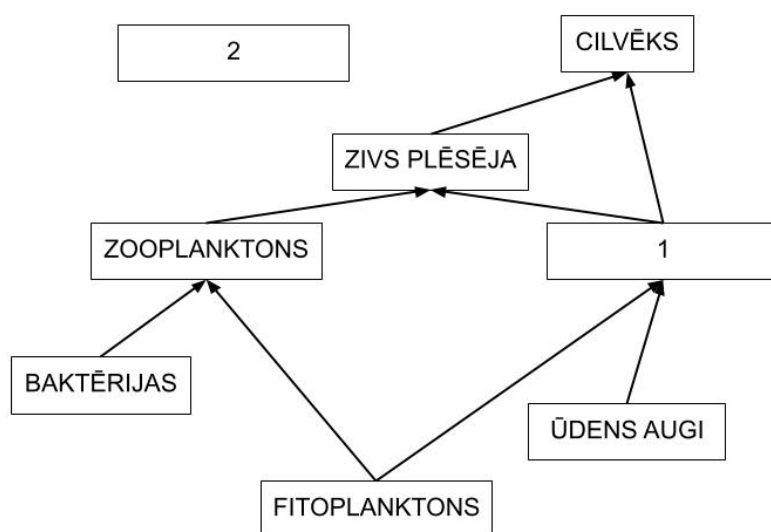 CILVĒKS
2
ZIVS PLĒSĒJA
ZOOPLANKTONS
1
BAKTĒRIJAS
ŪDENS AUGI
FITOPLANKTONS